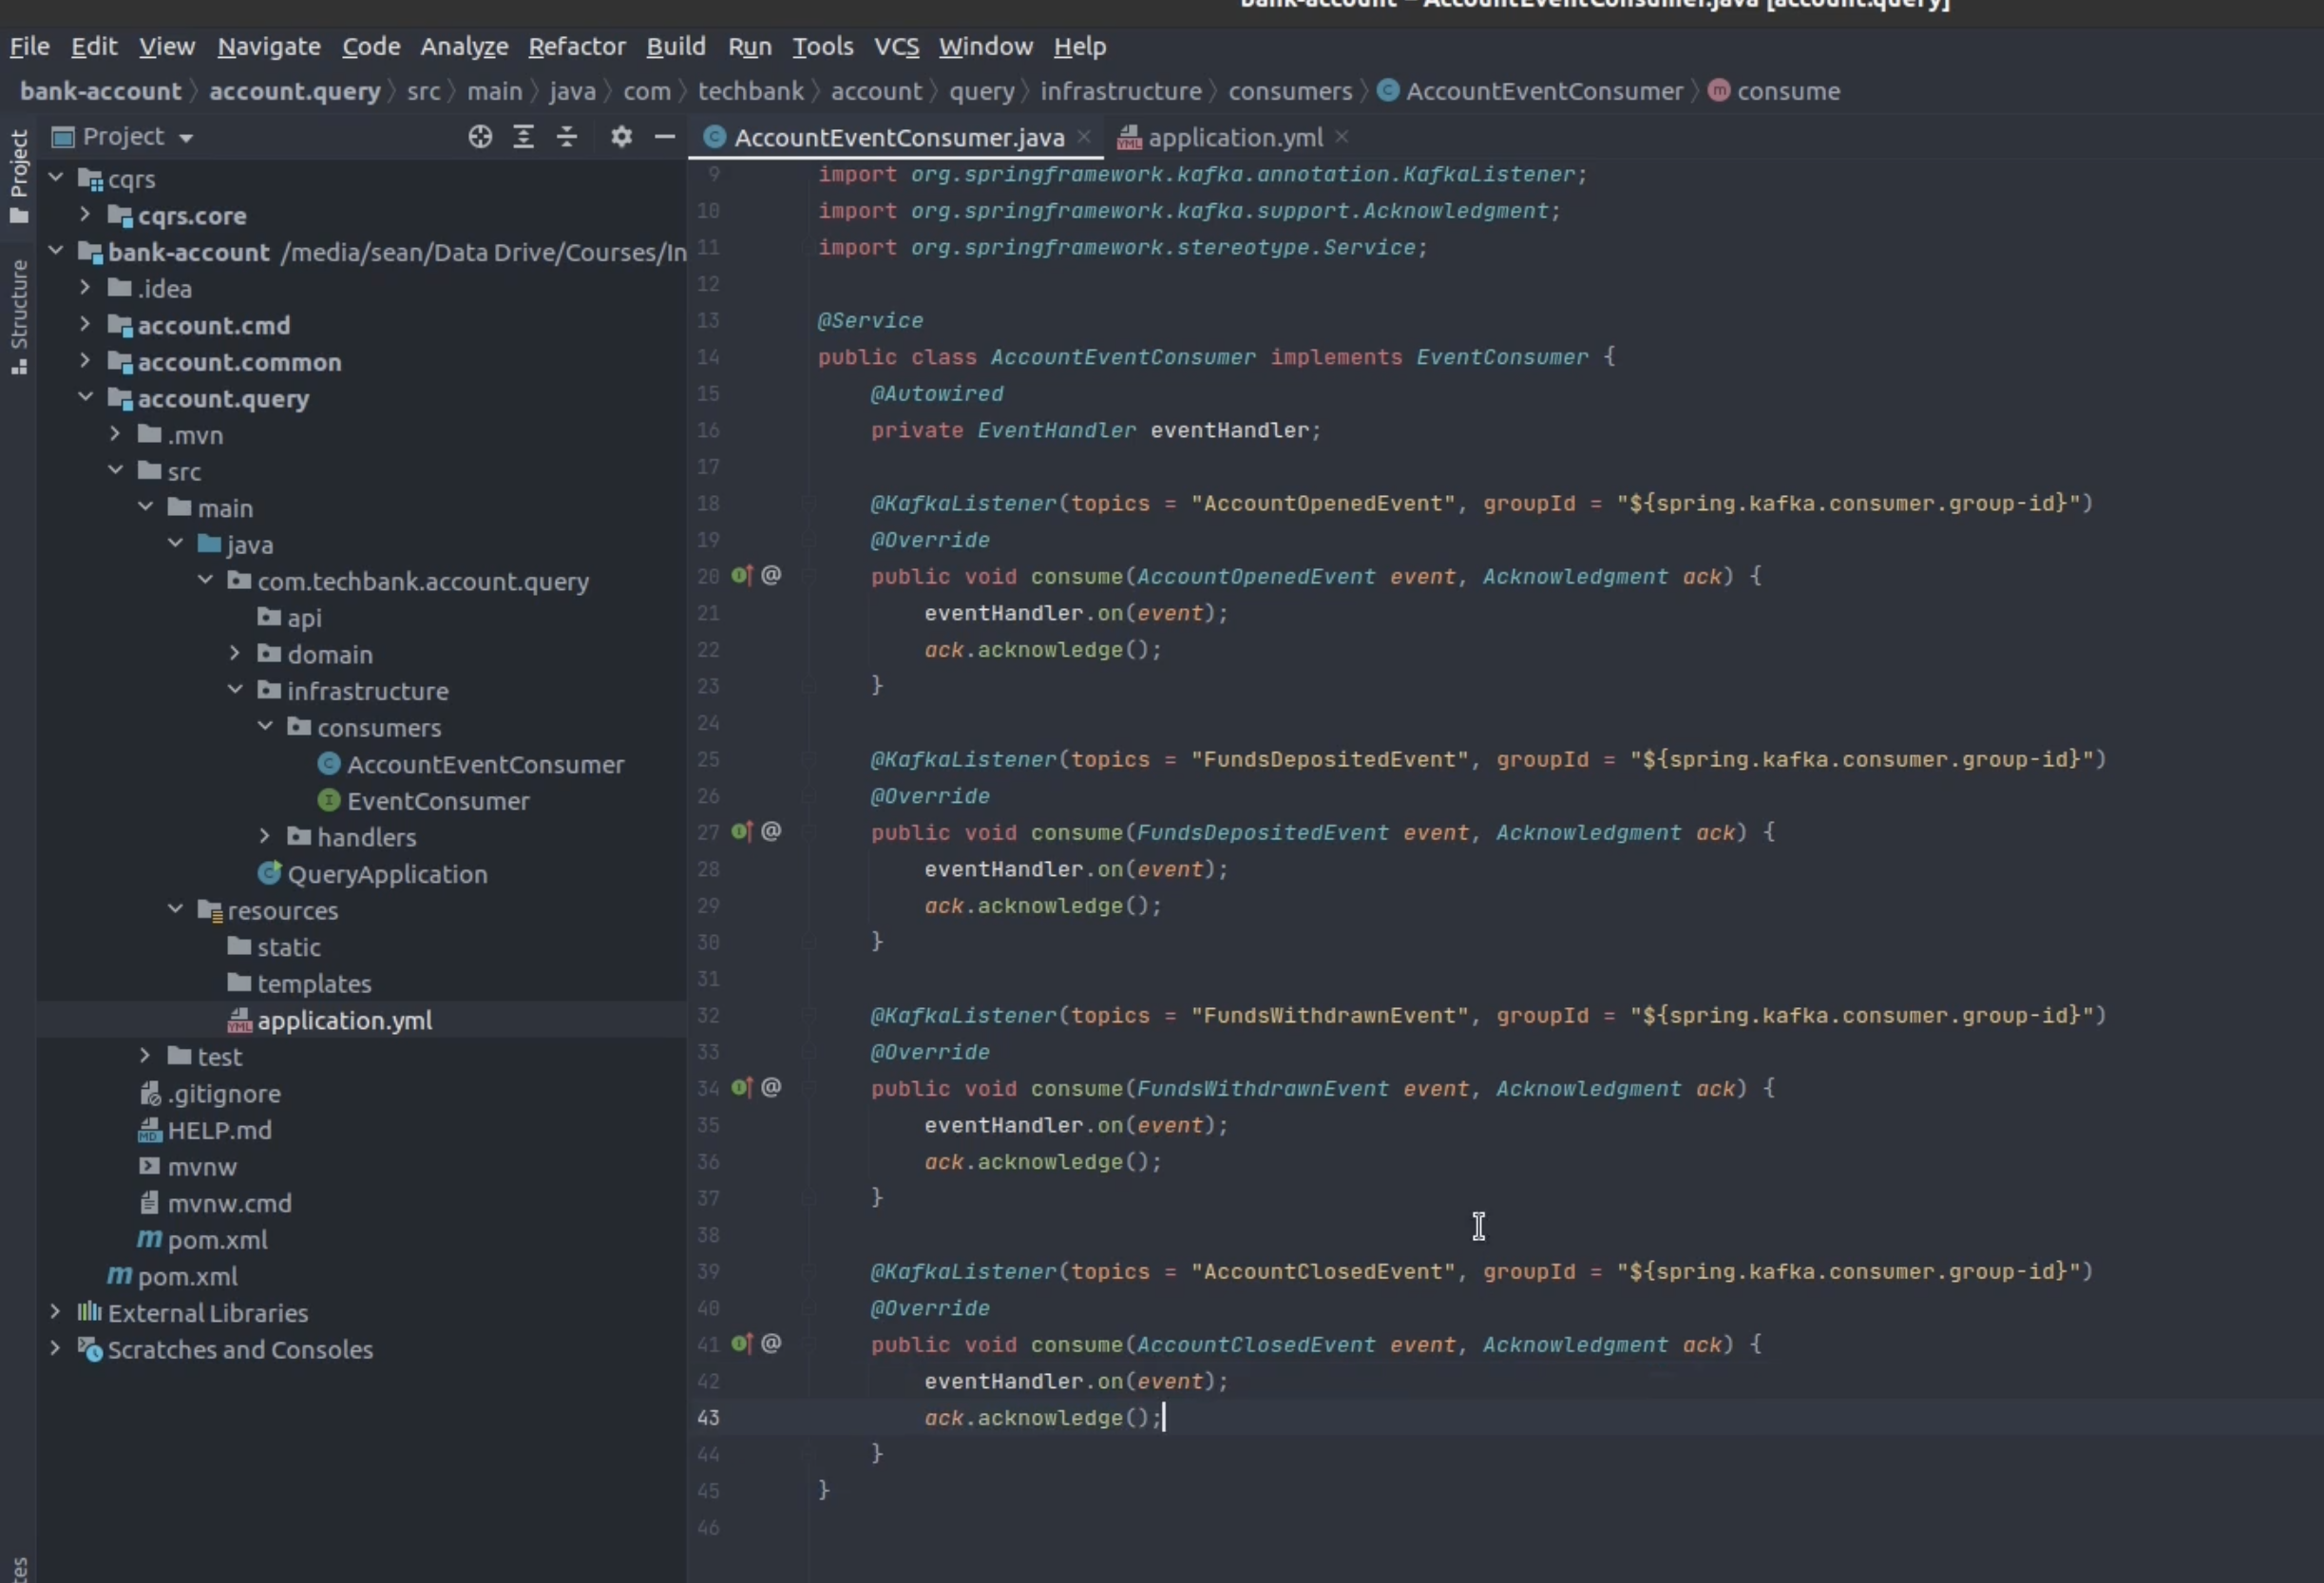 bank-account – AccountEventConsumer.java [account.query]
File Edit View Navigate Code Analyze Refactor Build Run Tools VCS Window Help
bank-account account.query src main java com techbank account query infrastructure consumers AccountEventConsumer consume
Project
Structure
Project
cqrs
cqrs.core
bank-account /media/sean/Data Drive/Courses/In
.idea
account.cmd
account.common
account.query
.mvn
src
main
java
com.techbank.account.query
api
domain
infrastructure
consumers
AccountEventConsumer
EventConsumer
handlers
QueryApplication
resources
static
templates
application.yml
test
.gitignore
HELP.md
mvnw
mvnw.cmd
pom.xml
pom.xml
External Libraries
Scratches and Consoles
AccountEventConsumer.java application.yml
9 import org.springframework.kafka.annotation.KafkaListener;
10 import org.springframework.kafka.support.Acknowledgment;
11 import org.springframework.stereotype.Service;
12
13 @Service
14 public class AccountEventConsumer implements EventConsumer {
15 @Autowired
16 private EventHandler eventHandler;
17
18 @KafkaListener(topics = "AccountOpenedEvent", groupId = "${spring.kafka.consumer.group-id}")
19 @Override
20 public void consume(AccountOpenedEvent event, Acknowledgment ack) {
21 eventHandler.on(event);
22 ack.acknowledge();
23 }
24
25 @KafkaListener(topics = "FundsDepositedEvent", groupId = "${spring.kafka.consumer.group-id}")
26 @Override
27 public void consume(FundsDepositedEvent event, Acknowledgment ack) {
28 eventHandler.on(event);
29 ack.acknowledge();
30 }
31
32 @KafkaListener(topics = "FundsWithdrawnEvent", groupId = "${spring.kafka.consumer.group-id}")
33 @Override
34 public void consume(FundsWithdrawnEvent event, Acknowledgment ack) {
35 eventHandler.on(event);
36 ack.acknowledge();
37 }
38
39 @KafkaListener(topics = "AccountClosedEvent", groupId = "${spring.kafka.consumer.group-id}")
40 @Override
41 public void consume(AccountClosedEvent event, Acknowledgment ack) {
42 eventHandler.on(event);
43 ack.acknowledge();
44 }
45 }
46